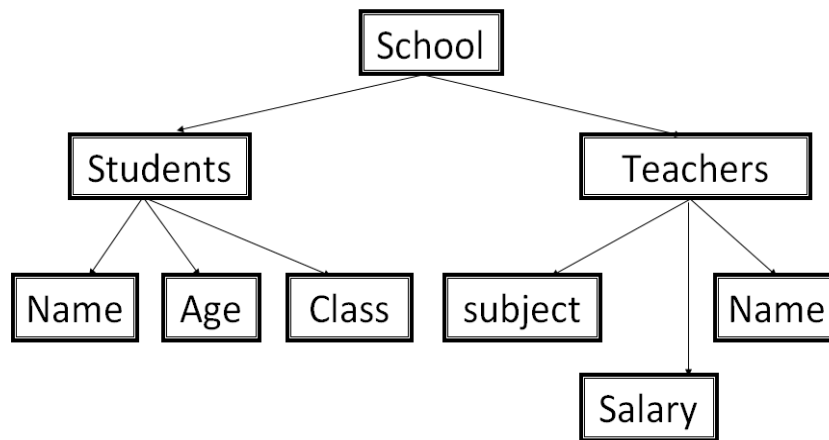 School
Students
Teachers
Name
Age
Class
subject
Name
Salary